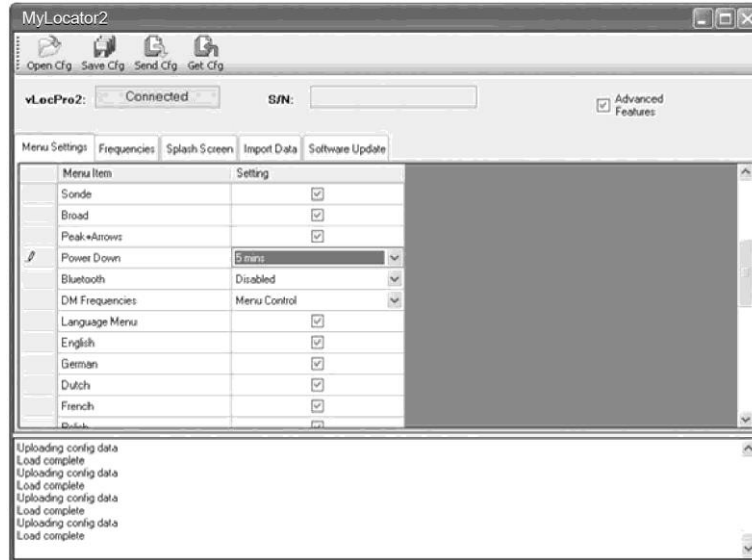 MyLocator2
Open Cfg Save Cfg Send Cfg Get Cfg
vLocPro2: Connected S/N: Advanced Features
Menu Settings Frequencies Splash Screen Import Data Software Update
Menu Item Setting
Sonde
Broad
Peak+Arrows
Power Down 5 mins
Bluetooth Disabled
DM Frequencies Menu Control
Language Menu
English
German
Dutch
French
Polish
Uploading config data
Load complete
Uploading config data
Load complete
Uploading config data
Load complete
Uploading config data
Load complete